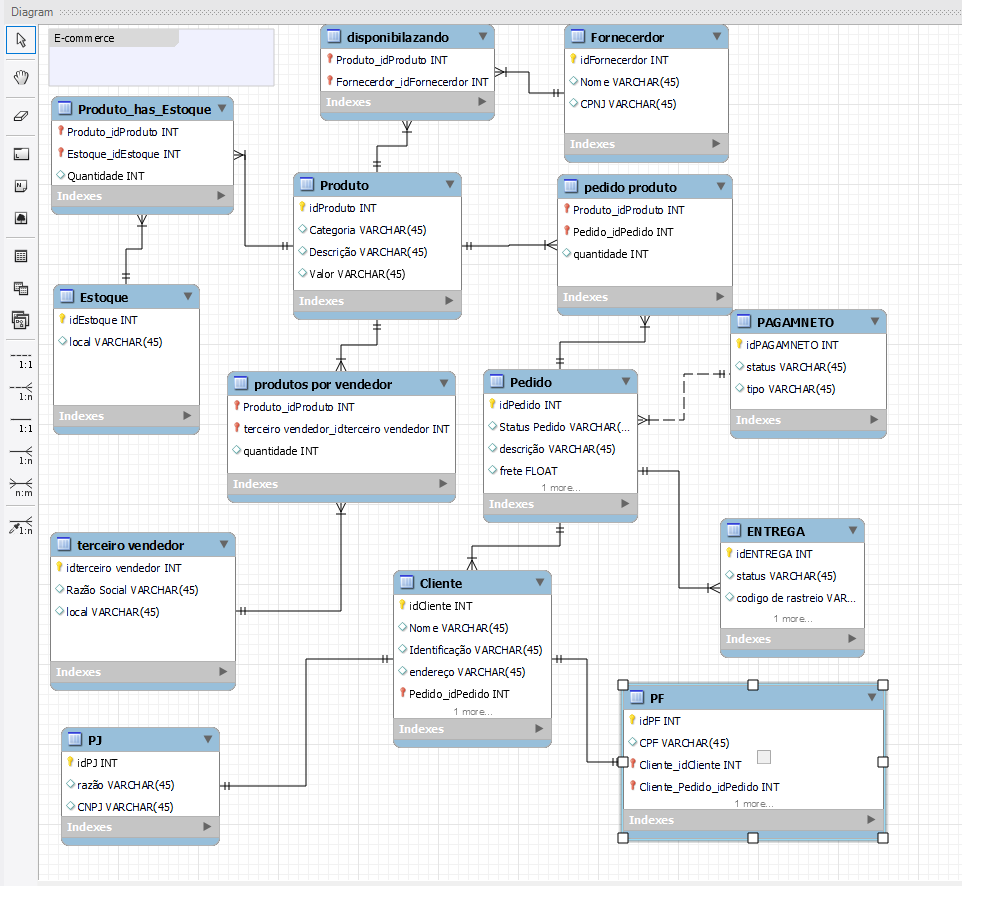 Diagram
E-commerce
disponibilazando
Produto_idProduto INT
Fornecerdor_idFornecerdor INT
Indexes
Fornecerdor
idFornecerdor INT
Nome VARCHAR(45)
CPNJ VARCHAR(45)
Indexes
Produto_has_Estoque
Produto_idProduto INT
Estoque_idEstoque INT
Quantidade INT
Indexes
Produto
idProduto INT
Categoria VARCHAR(45)
Descrição VARCHAR(45)
Valor VARCHAR(45)
Indexes
pedido produto
Produto_idProduto INT
Pedido_idPedido INT
quantidade INT
Indexes
Estoque
idEstoque INT
local VARCHAR(45)
Indexes
PAGAMNETO
idPAGAMNETO INT
status VARCHAR(45)
tipo VARCHAR(45)
Indexes
produtos por vendedor
Produto_idProduto INT
terceiro vendedor_idterceiro vendedor INT
quantidade INT
Indexes
Pedido
idPedido INT
Status Pedido VARCHAR(...
descrição VARCHAR(45)
frete FLOAT
1 more...
Indexes
1:1
1:n
1:1
1:n
n:m
1:n
terceiro vendedor
idterceiro vendedor INT
Razão Social VARCHAR(45)
local VARCHAR(45)
Indexes
Cliente
idCliente INT
Nome VARCHAR(45)
Identificação VARCHAR(45)
endereço VARCHAR(45)
Pedido_idPedido INT
1 more...
Indexes
ENTREGA
idENTREGA INT
status VARCHAR(45)
codigo de rastreio VAR...
1 more...
Indexes
PJ
idPJ INT
razão VARCHAR(45)
CNPJ VARCHAR(45)
Indexes
PF
idPF INT
CPF VARCHAR(45)
Cliente_idCliente INT
Cliente_Pedido_idPedido INT
1 more...
Indexes